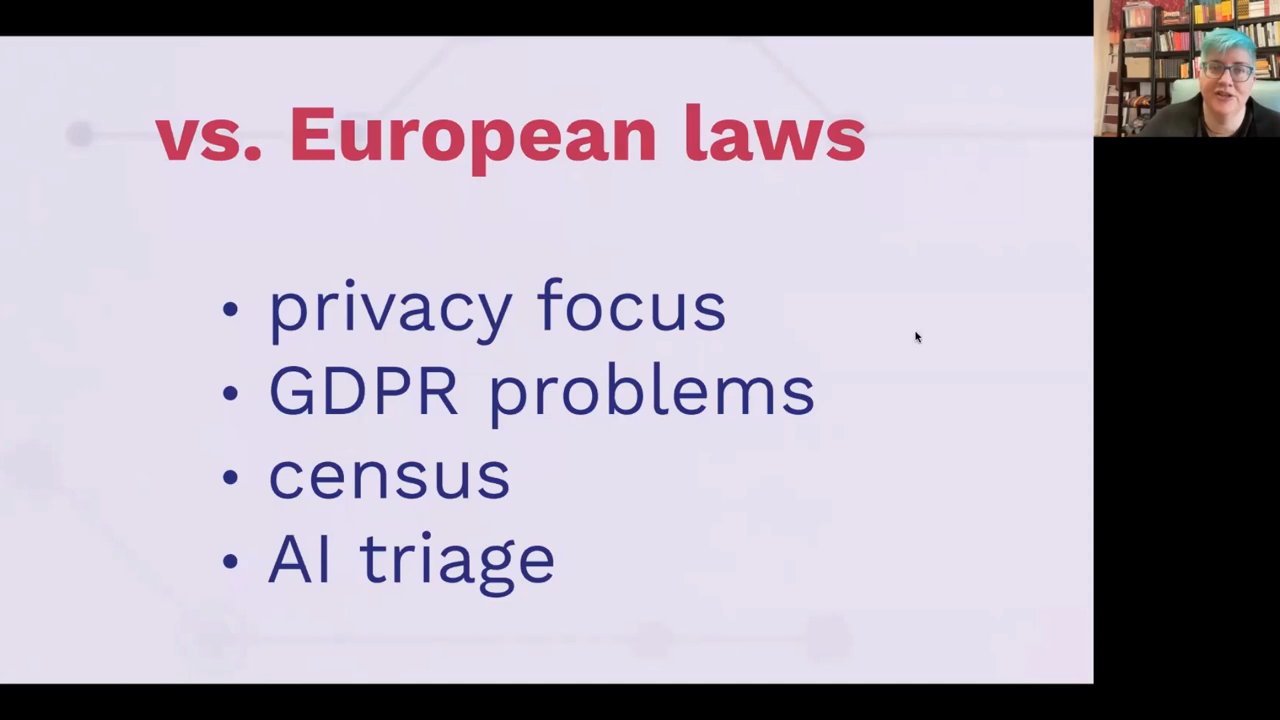 vs. European laws
• privacy focus
• GDPR problems
• census
• AI triage